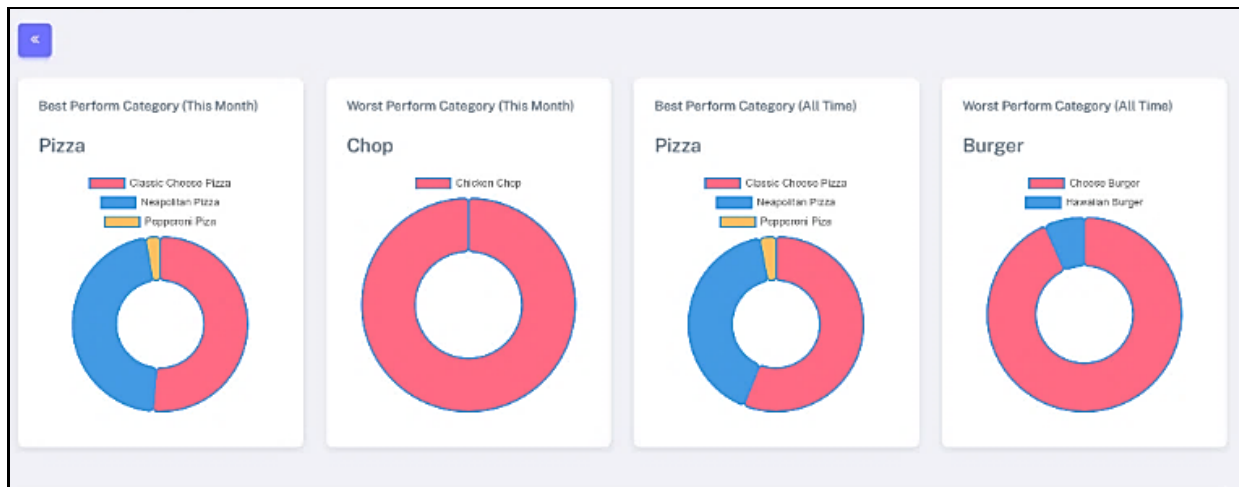 «
Best Perform Category (This Month)
Pizza
Classic Cheese Pizza
Neapolitan Pizza
Pepperoni Piza
Worst Perform Category (This Month)
Chop
Chicken Chop
Best Perform Category (All Time)
Pizza
Classic Cheese Pizza
Neapolitan Pizza
Pepperoni Piza
Worst Perform Category (All Time)
Burger
Cheese Burger
Hawaiian Burger